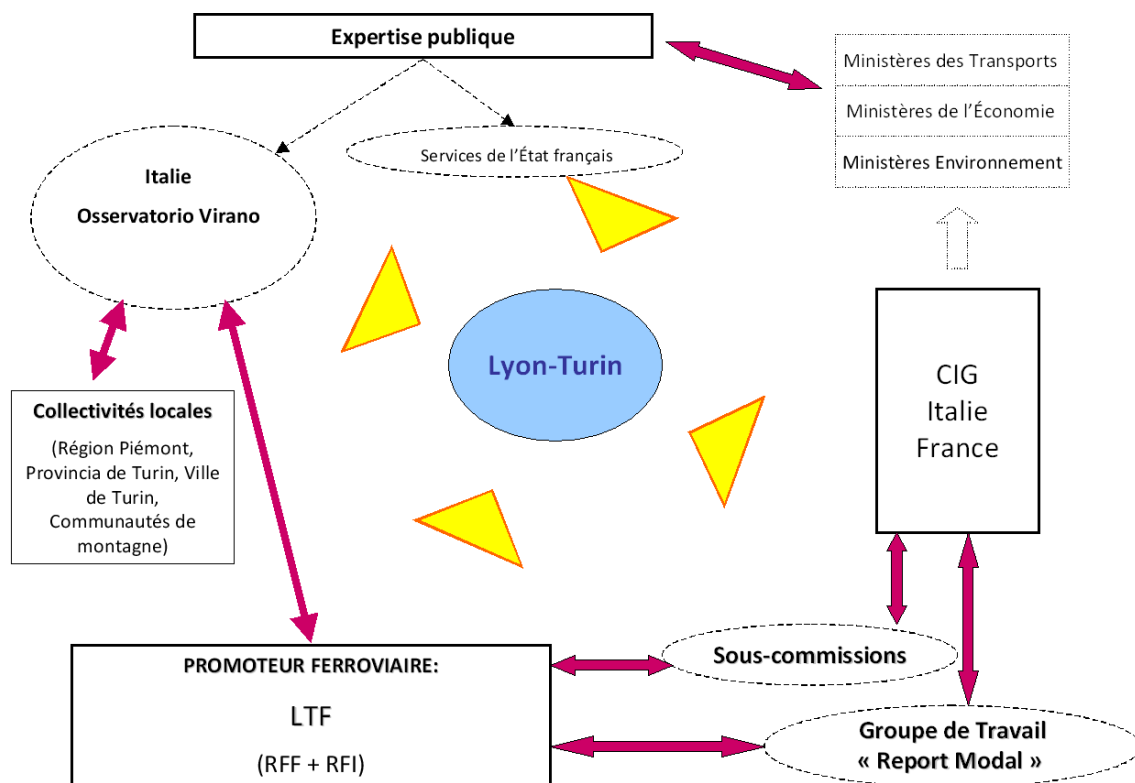 Expertise publique
Ministères des Transports
Ministères de l'Économie
Ministères Environnement
Services de l'État français
Italie
Osservatorio Virano
Lyon-Turin
CIG
Italie
France
Collectivités locales
(Région Piémont,
Provincia de Turin, Ville
de Turin,
Communautés de
montagne)
PROMOTEUR FERROVIAIRE:
LTF
(RFF + RFI)
Sous-commissions
Groupe de Travail
« Report Modal »